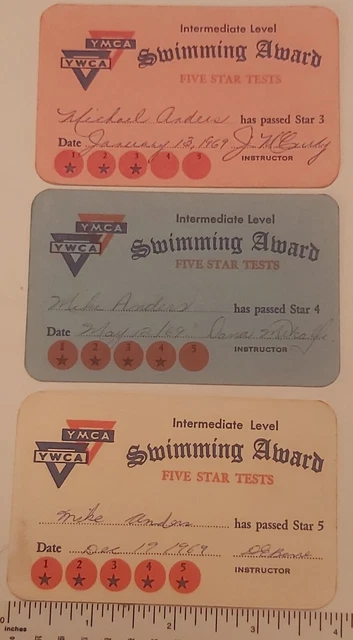 Intermediate Level
YMCA
YWCA
Swimming Award
FIVE STAR TESTS
Michael Anders has passed Star 3
Date January 13, 1969 J. McCurdy
INSTRUCTOR
1 2 3 4 5
Intermediate Level
YMCA
YWCA
Swimming Award
FIVE STAR TESTS
Mike Anders has passed Star 4
Date May
INSTRUCTOR
1 2 3 4 5
Intermediate Level
YMCA
YWCA
Swimming Award
FIVE STAR TESTS
Mike Anders has passed Star 5
Date Dec 19 1969
INSTRUCTOR
1 2 3 4 5
inches 1 2 3 4